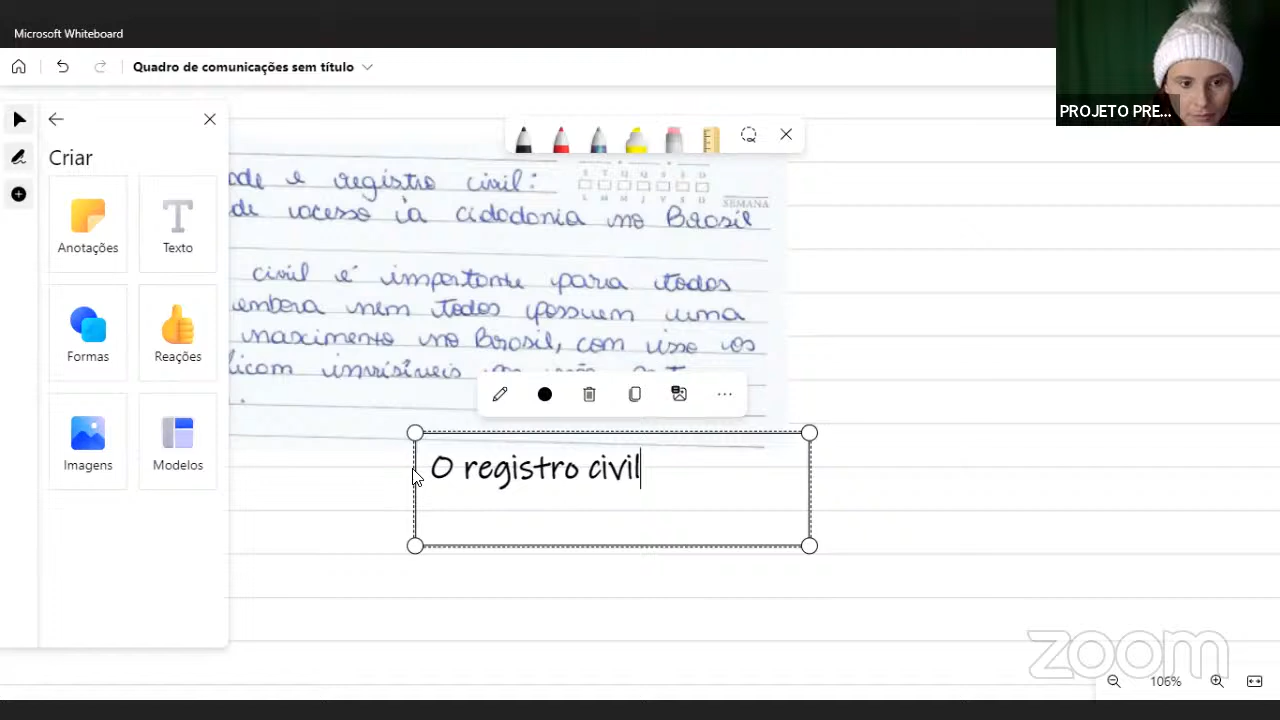 Microsoft Whiteboard
Quadro de comunicações sem título
PROJETO PRE...
Criar
Anotações
Texto
Formas
Reações
Imagens
Modelos
S T Q Q S S D
L M M J V S D
SEMANA
ade e registro civil:
de acesso à cidadania no Brasil
civil é importante para todos
embora nem todos possuem uma
nascimento no Brasil, com isso os
ficam invisíveis
O registro civil
zoom
106%